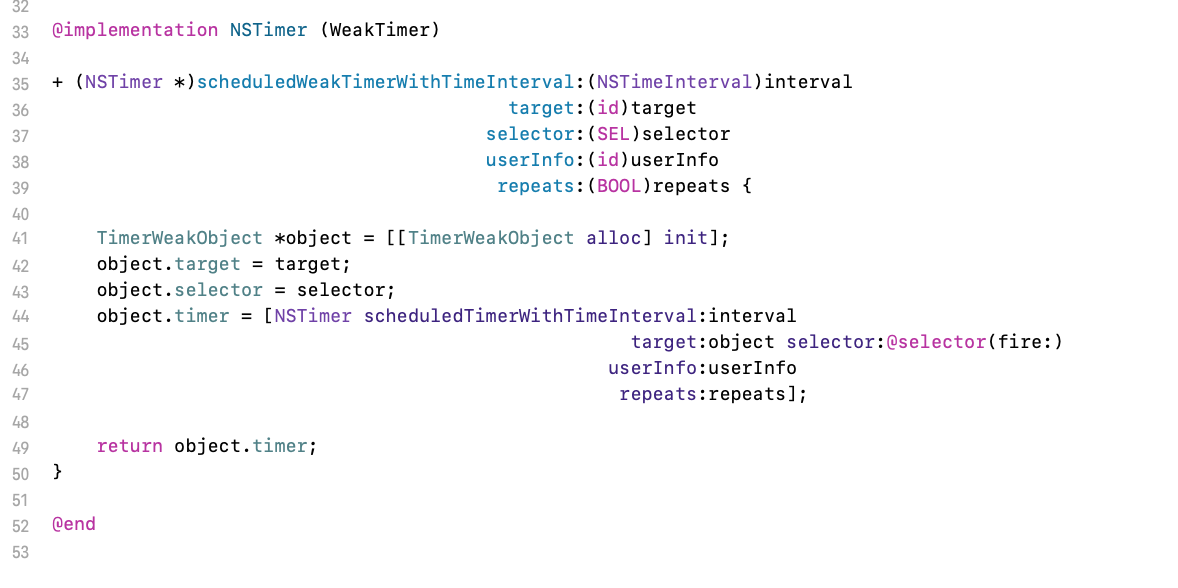 32
33 @implementation NSTimer (WeakTimer)
34
35 + (NSTimer *)scheduledWeakTimerWithTimeInterval:(NSTimeInterval)interval
36                                          target:(id)target
37                                        selector:(SEL)selector
38                                        userInfo:(id)userInfo
39                                         repeats:(BOOL)repeats {
40
41     TimerWeakObject *object = [[TimerWeakObject alloc] init];
42     object.target = target;
43     object.selector = selector;
44     object.timer = [NSTimer scheduledTimerWithTimeInterval:interval
45                                                     target:object selector:@selector(fire:)
46                                                   userInfo:userInfo
47                                                    repeats:repeats];
48
49     return object.timer;
50 }
51
52 @end
53